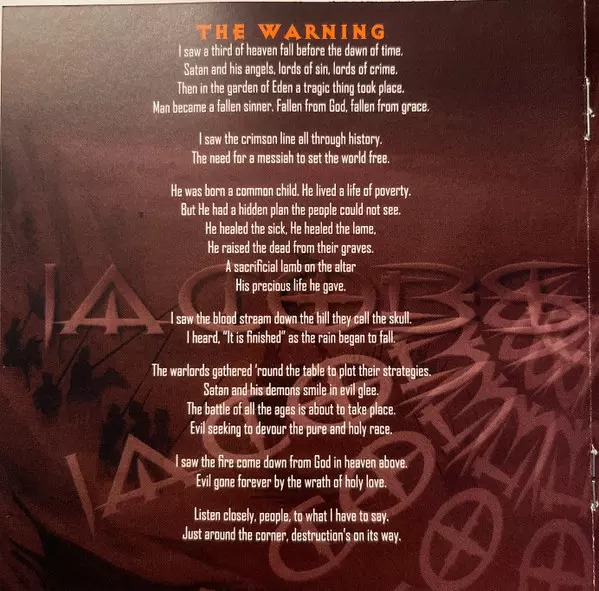 THE WARNING
I saw a third of heaven fall before the dawn of time.
Satan and his angels, lords of sin, lords of crime.
Then in the garden of Eden a tragic thing took place.
Man became a fallen sinner. Fallen from God, fallen from grace.
I saw the crimson line all through history.
The need for a messiah to set the world free.
He was born a common child. He lived a life of poverty.
But He had a hidden plan the people could not see.
He healed the sick, He healed the lame,
He raised the dead from their graves.
A sacrificial lamb on the altar
His precious life he gave.
I saw the blood stream down the hill they call the skull.
I heard, "It is finished" as the rain began to fall.
The warlords gathered 'round the table to plot their strategies.
Satan and his demons smile in evil glee.
The battle of all the ages is about to take place.
Evil seeking to devour the pure and holy race.
I saw the fire come down from God in heaven above.
Evil gone forever by the wrath of holy love.
Listen closely, people, to what I have to say.
Just around the corner, destruction's on its way.